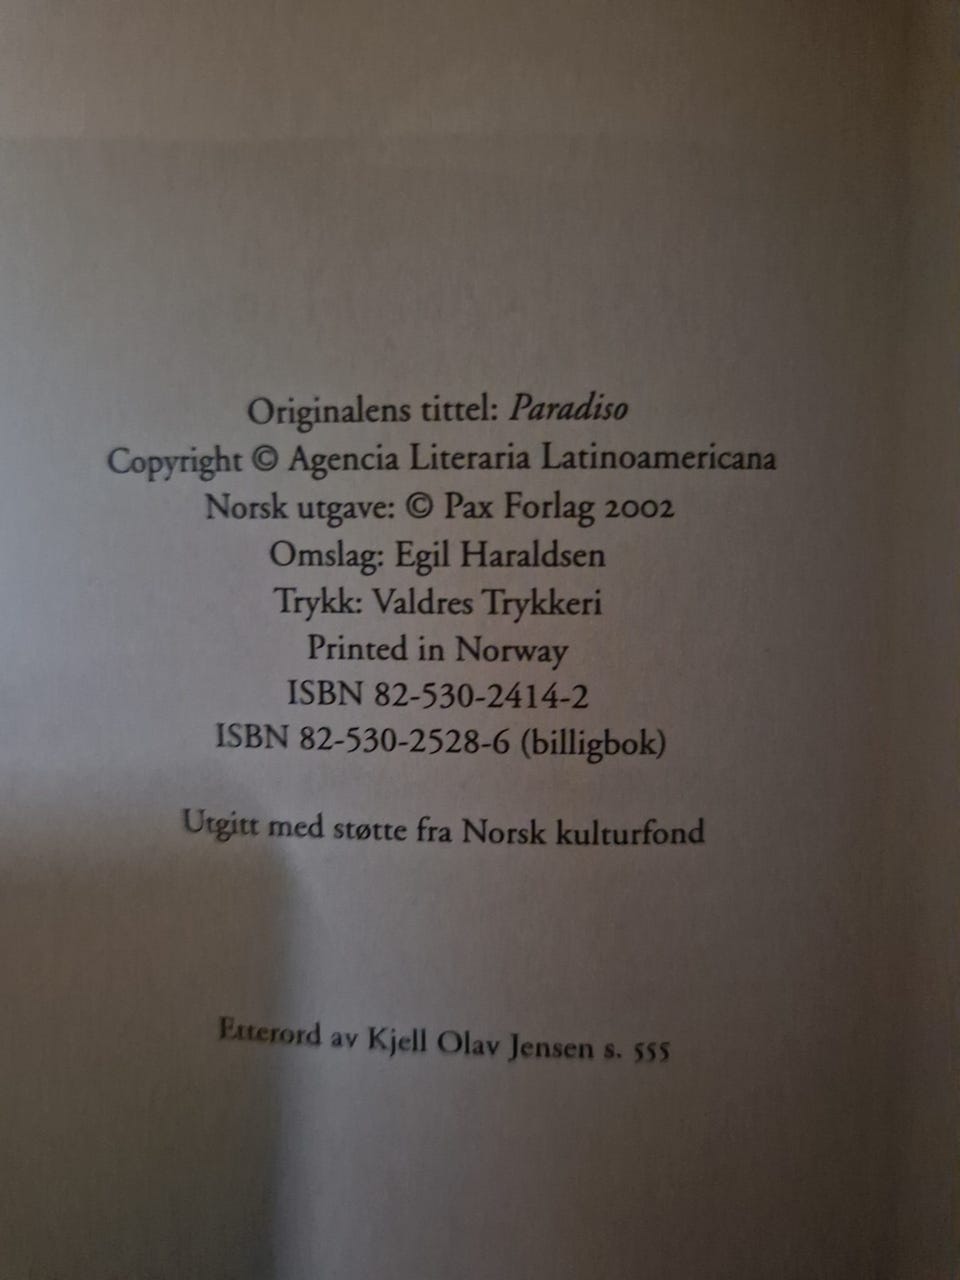 Originalens tittel: Paradiso
Copyright © Agencia Literaria Latinoamericana
Norsk utgave: © Pax Forlag 2002
Omslag: Egil Haraldsen
Trykk: Valdres Trykkeri
Printed in Norway
ISBN 82-530-2414-2
ISBN 82-530-2528-6 (billigbok)
Utgitt med støtte fra Norsk kulturfond
Etterord av Kjell Olav Jensen s. 555